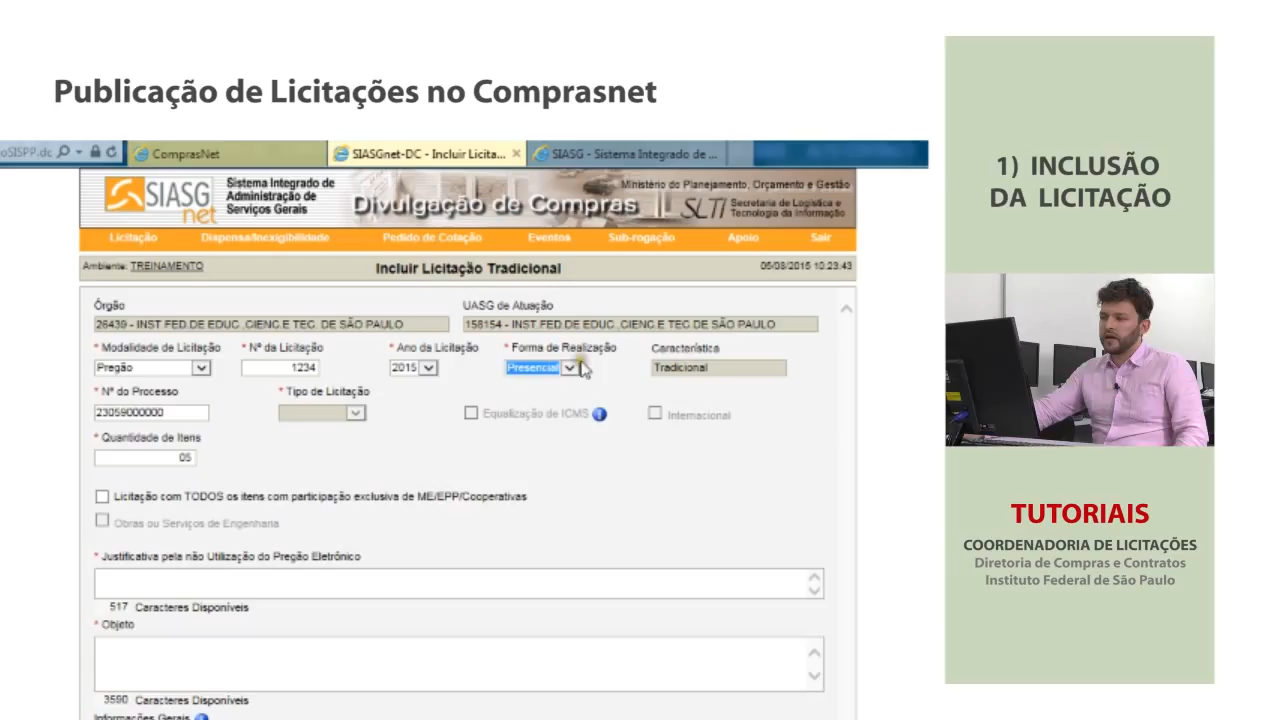 Publicação de Licitações no Comprasnet
oSISPP.dc
ComprasNet
SIASGnet-DC - Incluir Licita...
SIASG - Sistema Integrado de ...
SIASG
net
Sistema Integrado de
Administração de
Serviços Gerais
Divulgação de Compras
Ministério do Planejamento, Orçamento e Gestão
SLTI
Secretaria de Logística e
Tecnologia da Informação
Licitação Dispensa/Inexigibilidade Pedido de Cotação Eventos Sub-rogação Apoio Sair
Ambiente: TREINAMENTO
Incluir Licitação Tradicional
05/08/2015 10:23:43
Órgão UASG de Atuação
26439 - INST.FED.DE EDUC.,CIENC.E TEC. DE SÃO PAULO 158154 - INST.FED.DE EDUC.,CIENC.E TEC.DE SÃO PAULO
* Modalidade de Licitação * Nº da Licitação * Ano da Licitação * Forma de Realização Característica
Pregão 1234 2015 Presencial Tradicional
* Nº do Processo * Tipo de Licitação
23059000000 Equalização de ICMS Internacional
* Quantidade de Itens
05
Licitação com TODOS os itens com participação exclusiva de ME/EPP/Cooperativas
Obras ou Serviços de Engenharia
* Justificativa pela não Utilização do Pregão Eletrônico
517 Caracteres Disponíveis
* Objeto
3590 Caracteres Disponíveis
Informações Gerais
1) INCLUSÃO
DA LICITAÇÃO
TUTORIAIS
COORDENADORIA DE LICITAÇÕES
Diretoria de Compras e Contratos
Instituto Federal de São Paulo